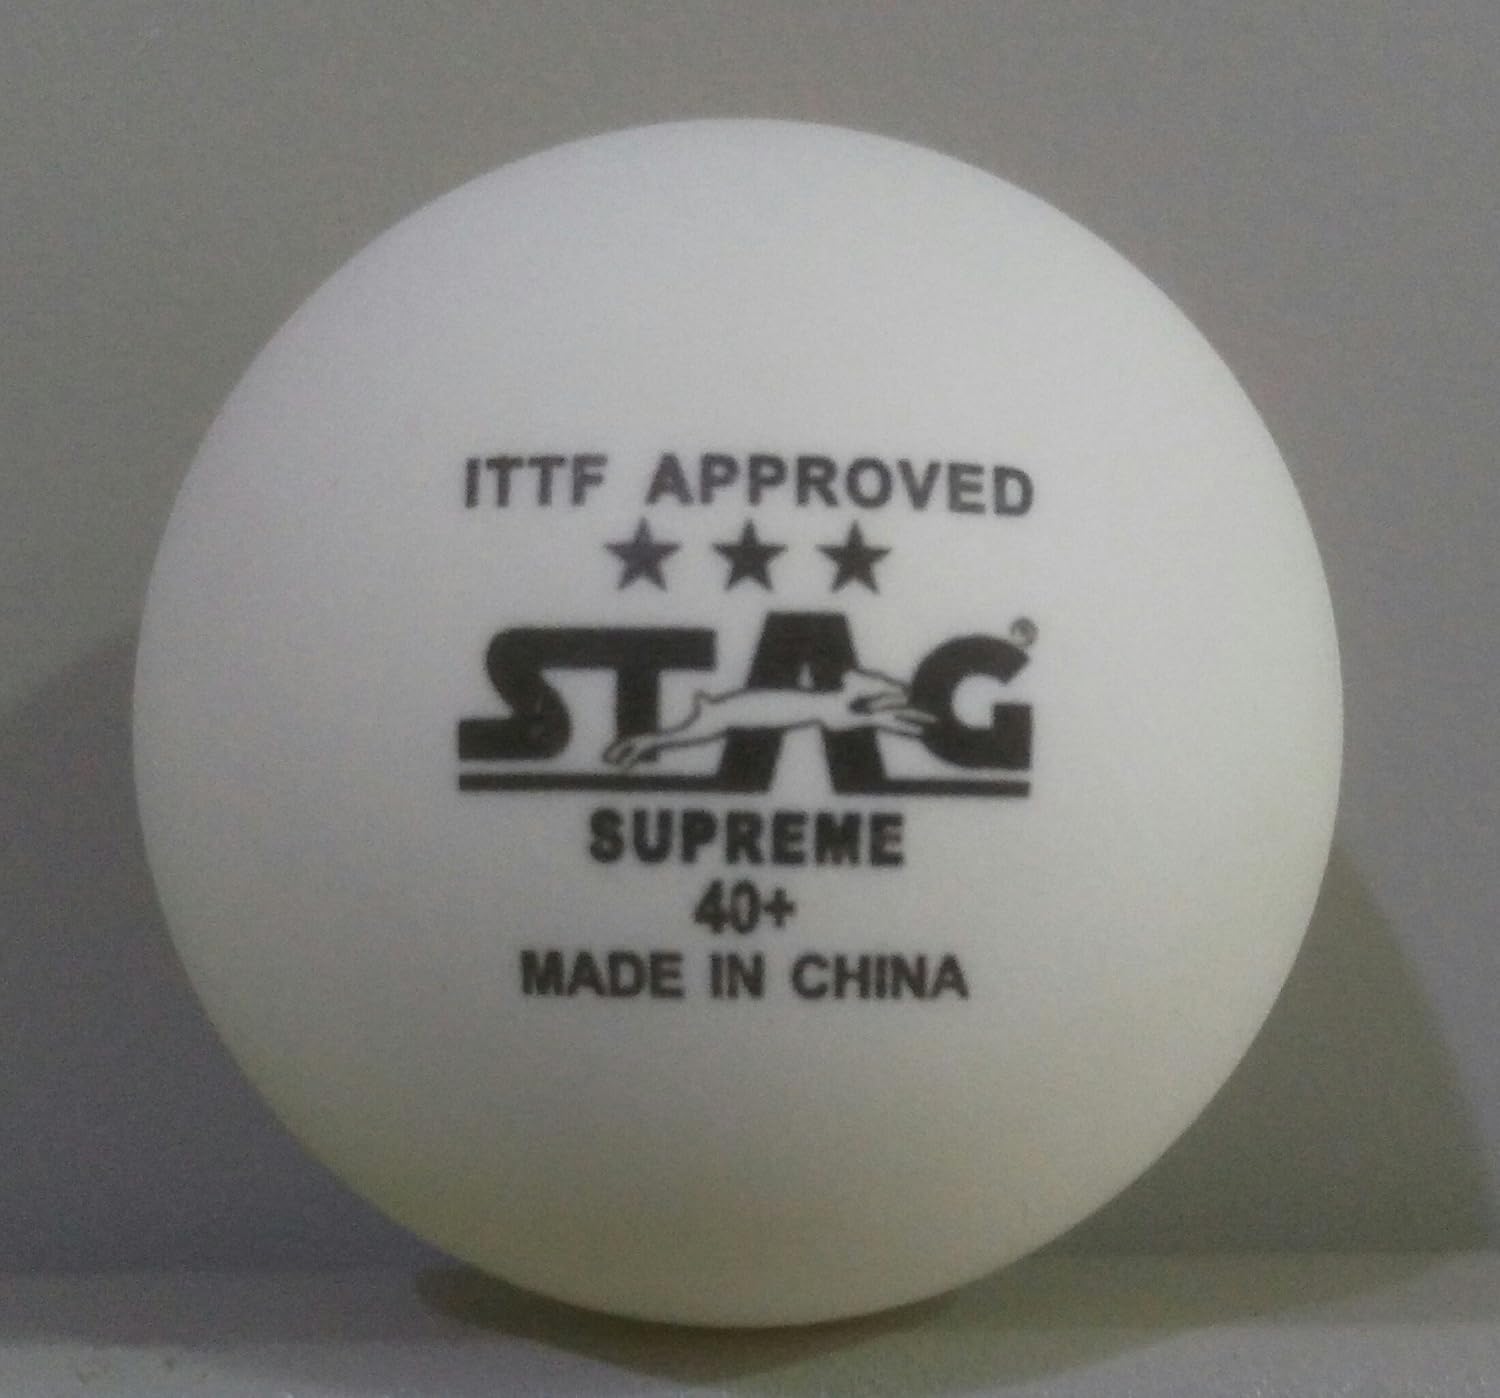 ITTF APPROVED
★★★
STAG®
SUPREME
40+
MADE IN CHINA